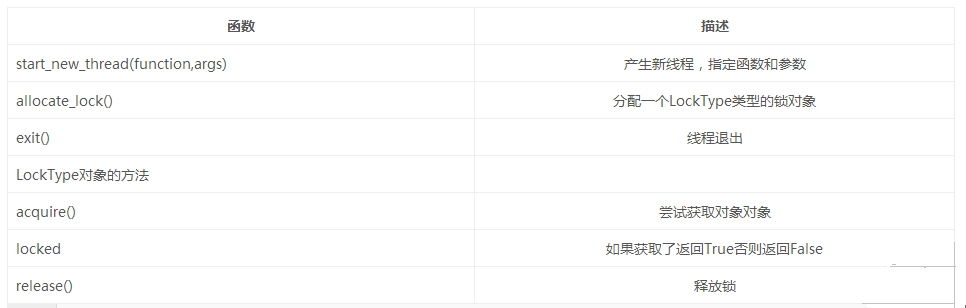 函数 描述
start_new_thread(function,args) 产生新线程，指定函数和参数
allocate_lock() 分配一个LockType类型的锁对象
exit() 线程退出
LockType对象的方法
acquire() 尝试获取对象对象
locked 如果获取了返回True否则返回False
release() 释放锁